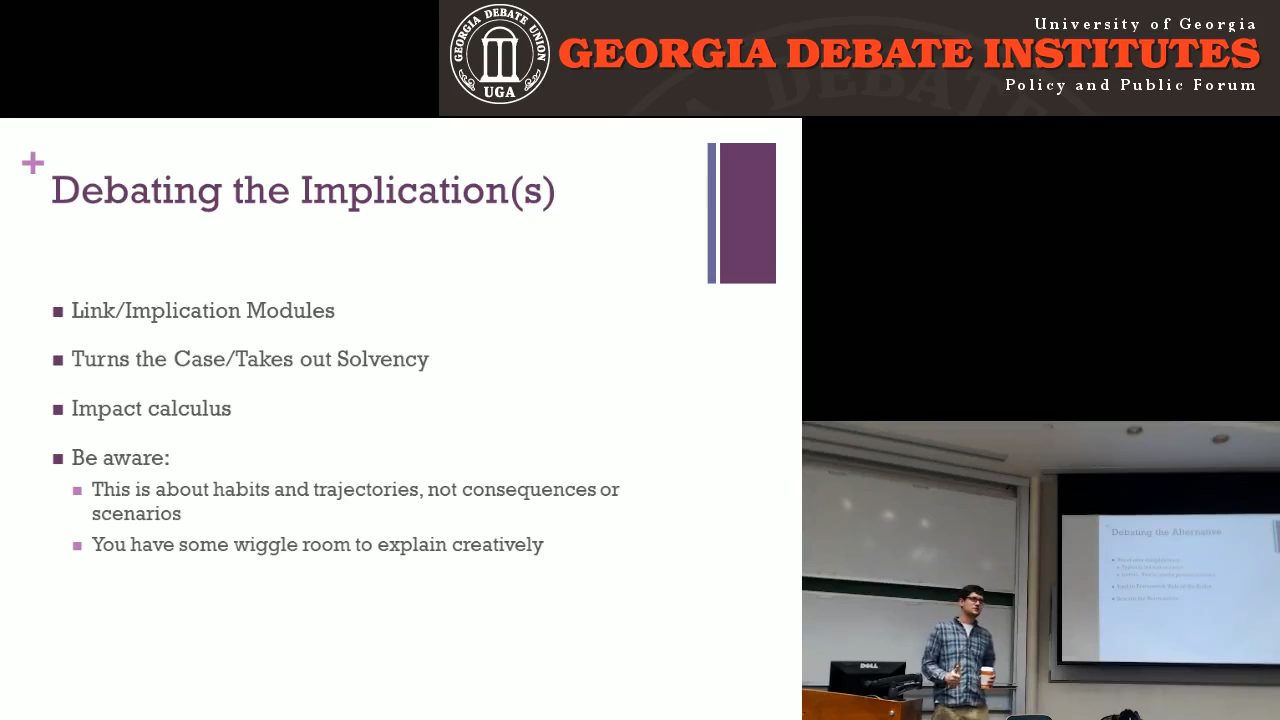 University of Georgia
GEORGIA DEBATE INSTITUTES
Policy and Public Forum
GEORGIA DEBATE UNION
UGA
DEBATE
+
Debating the Implication(s)
Link/Implication Modules
Turns the Case/Takes out Solvency
Impact calculus
Be aware:
This is about habits and trajectories, not consequences or
scenarios
You have some wiggle room to explain creatively
Debating the Alternative
DELL